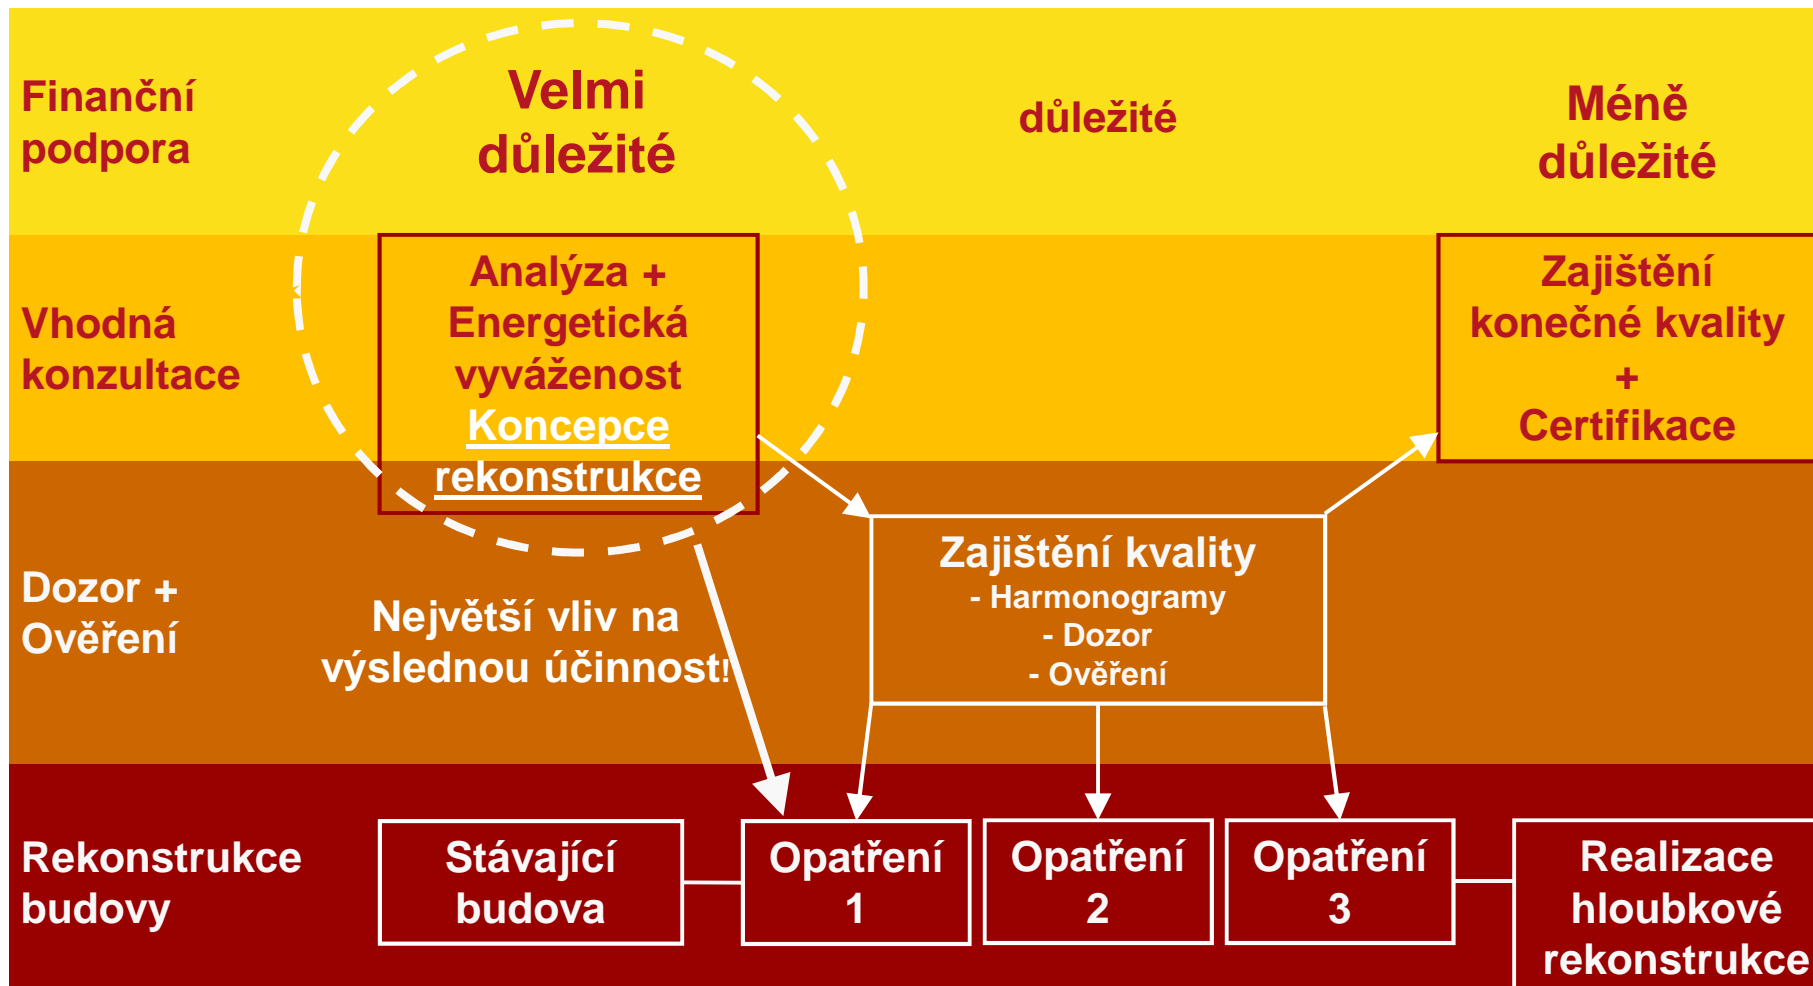 Finanční
podpora
Velmi
důležité
důležité
Méně
důležité
Vhodná
konzultace
Analýza +
Energetická
vyváženost
Koncepce
rekonstrukce
Zajištění
konečné kvality
+
Certifikace
Dozor +
Ověření
Největší vliv na
výslednou účinnost!
Zajištění kvality
- Harmonogramy
- Dozor
- Ověření
Rekonstrukce
budovy
Stávající
budova
Opatření
1
Opatření
2
Opatření
3
Realizace
hloubkové
rekonstrukce